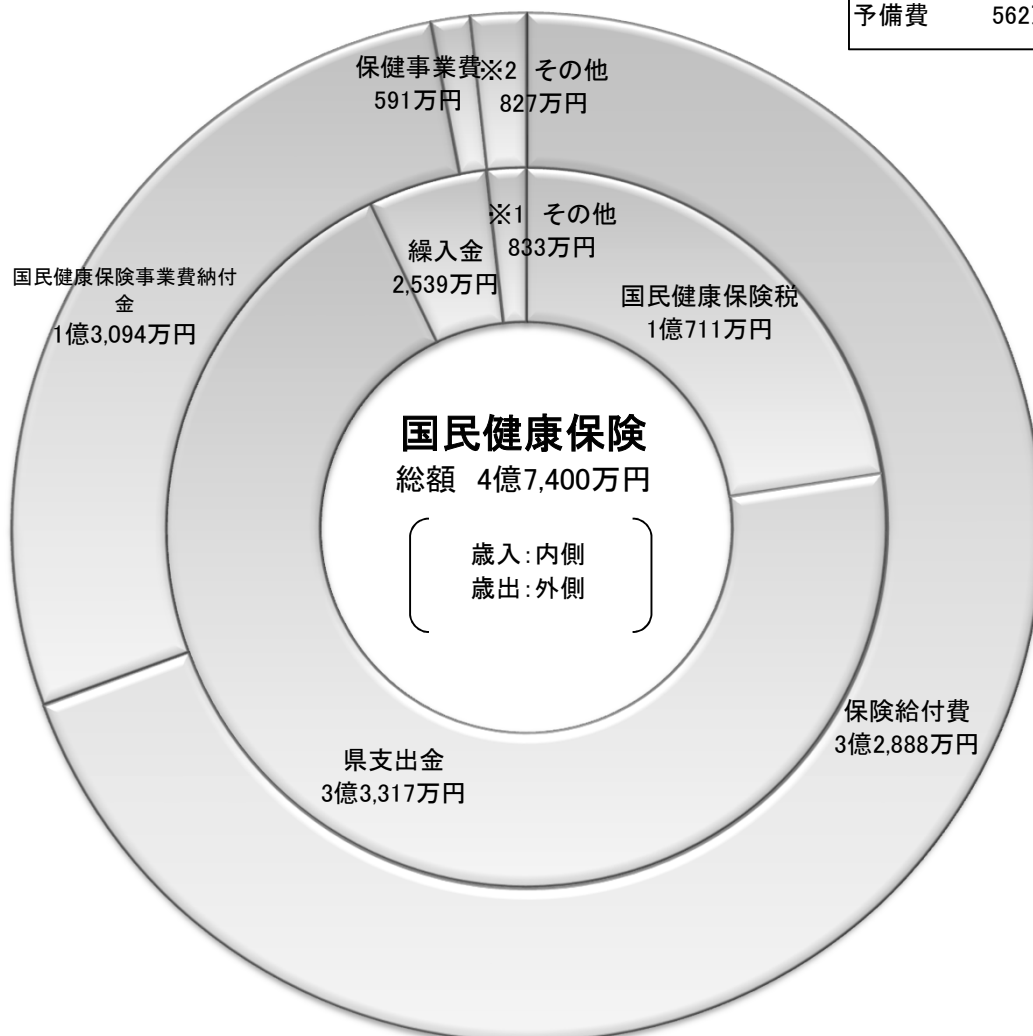 予備費 562
保健事業費
591万円
※2 その他
827万円
※1 その他
833万円
繰入金
2,539万円
国民健康保険税
1億711万円
国民健康保険事業費納付
金
1億3,094万円
国民健康保険
総額 4億7,400万円
歳入:内側
歳出:外側
保険給付費
3億2,888万円
県支出金
3億3,317万円